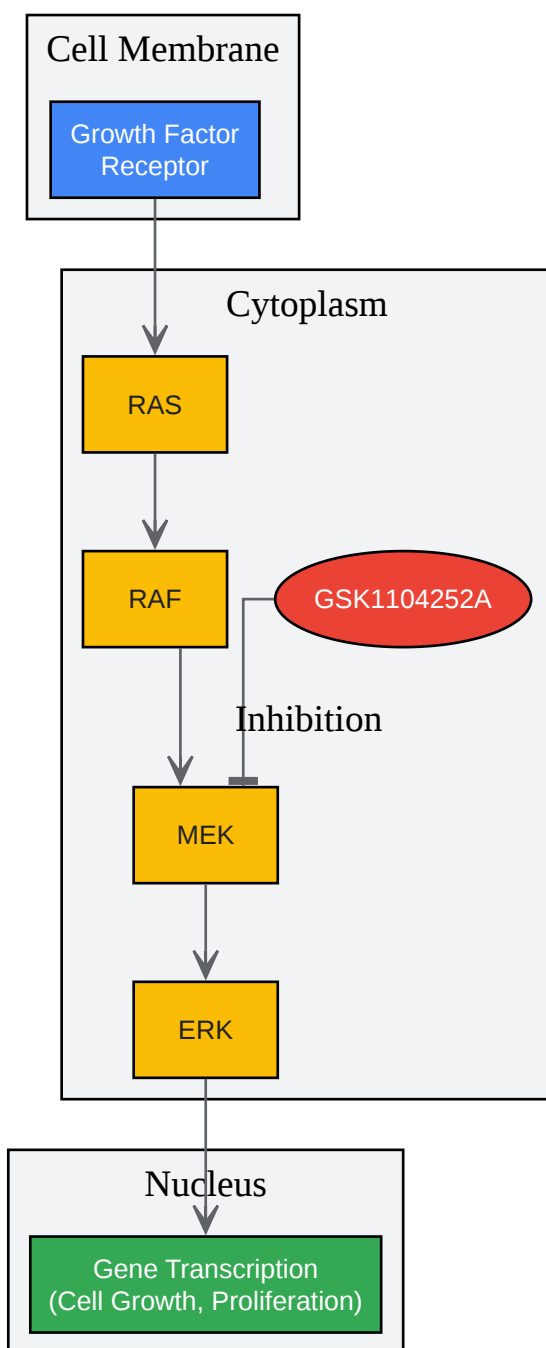 Cell Membrane
Growth Factor
Receptor
Cytoplasm
RAS
RAF
GSK1104252A
Inhibition
MEK
ERK
Nucleus
Gene Transcription
(Cell Growth, Proliferation)